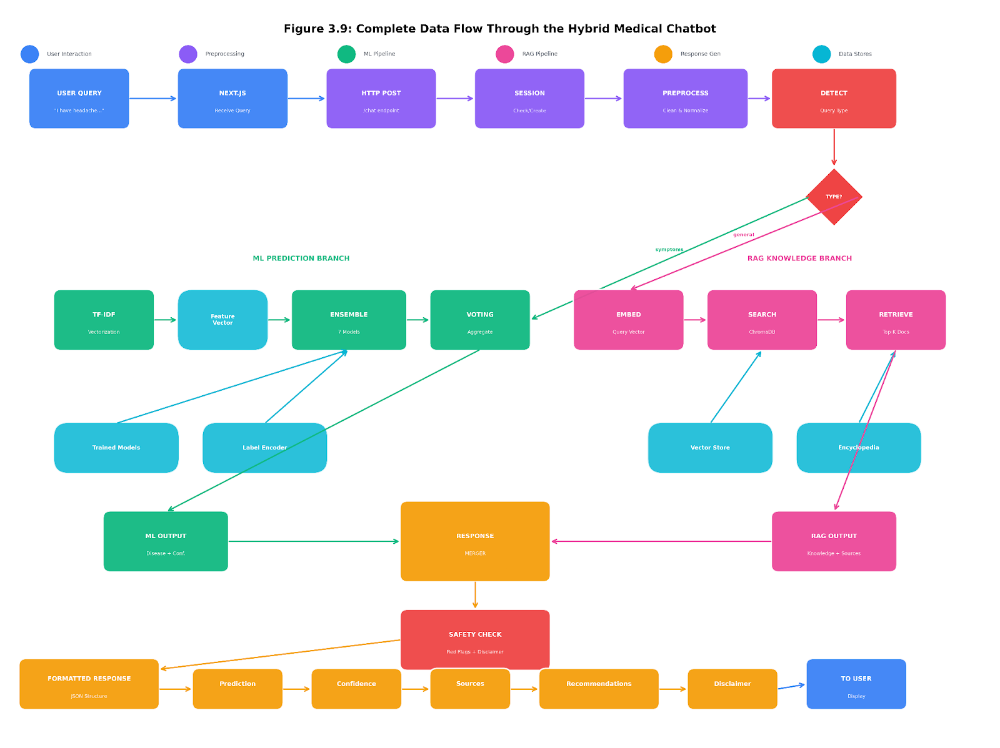 Figure 3.9: Complete Data Flow Through the Hybrid Medical Chatbot
User Interaction
Preprocessing
ML Pipeline
RAG Pipeline
Response Gen
Data Stores
USER QUERY
"I have headache..."
NEXT.JS
Receive Query
HTTP POST
/chat endpoint
SESSION
Check/Create
PREPROCESS
Clean & Normalize
DETECT
Query Type
TYPE?
general
symptoms
ML PREDICTION BRANCH
RAG KNOWLEDGE BRANCH
TF-IDF
Vectorization
Feature
Vector
ENSEMBLE
7 Models
VOTING
Aggregate
EMBED
Query Vector
SEARCH
ChromaDB
RETRIEVE
Top-K Docs
Trained Models
Label Encoder
Vector Store
Encyclopedia
ML OUTPUT
Disease + Conf.
RESPONSE
MERGER
RAG OUTPUT
Knowledge + Sources
SAFETY CHECK
Red Flags + Disclaimer
FORMATTED RESPONSE
JSON Structure
Prediction
Confidence
Sources
Recommendations
Disclaimer
TO USER
Display